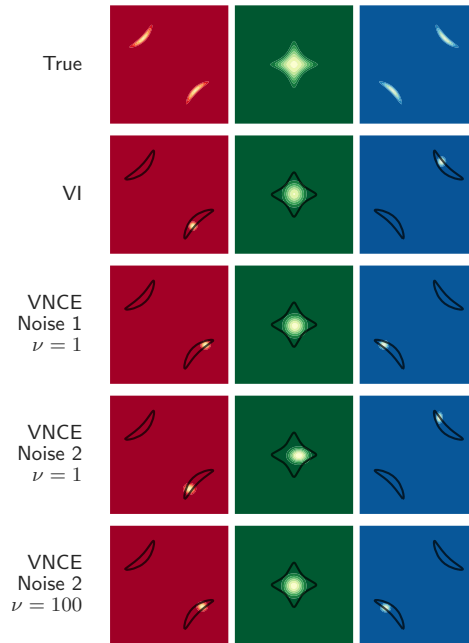 True
VI
VNCE
Noise 1
ν = 1
VNCE
Noise 2
ν = 1
VNCE
Noise 2
ν = 100